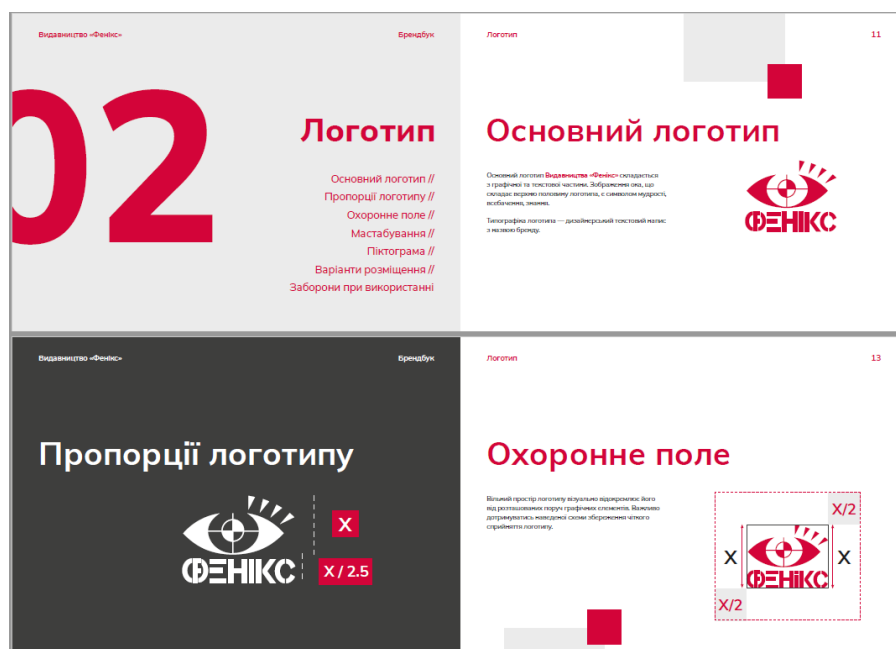 Видавництво «Фенікс»
Брендбук
02
Логотип
Основний логотип //
Пропорції логотипу //
Охоронне поле //
Мастабування //
Піктограма //
Варіанти розміщення //
Заборони при використанні
Логотип
11
Основний логотип
Основний логотип Видавництва «Фенікс» складається
з графічної та текстової частини. Зображення ока, що
складає верхню половину логотипа, є символом мудрості,
всебачення, знання.
Типографіка логотипа — дизайнерський текстовий напис
з назвою бренду.
ФЕНІКС
Видавництво «Фенікс»
Брендбук
Пропорції логотипу
X
ФЕНІКС
X / 2.5
Логотип
13
Охоронне поле
Вільний простір логотипу візуально відокремлює його
від розташованих поруч графічних елементів. Важливо
дотримуватись наведеної схеми збереження чіткого
сприйняття логотипу.
X/2
X
X
ФЕНІКС
X/2